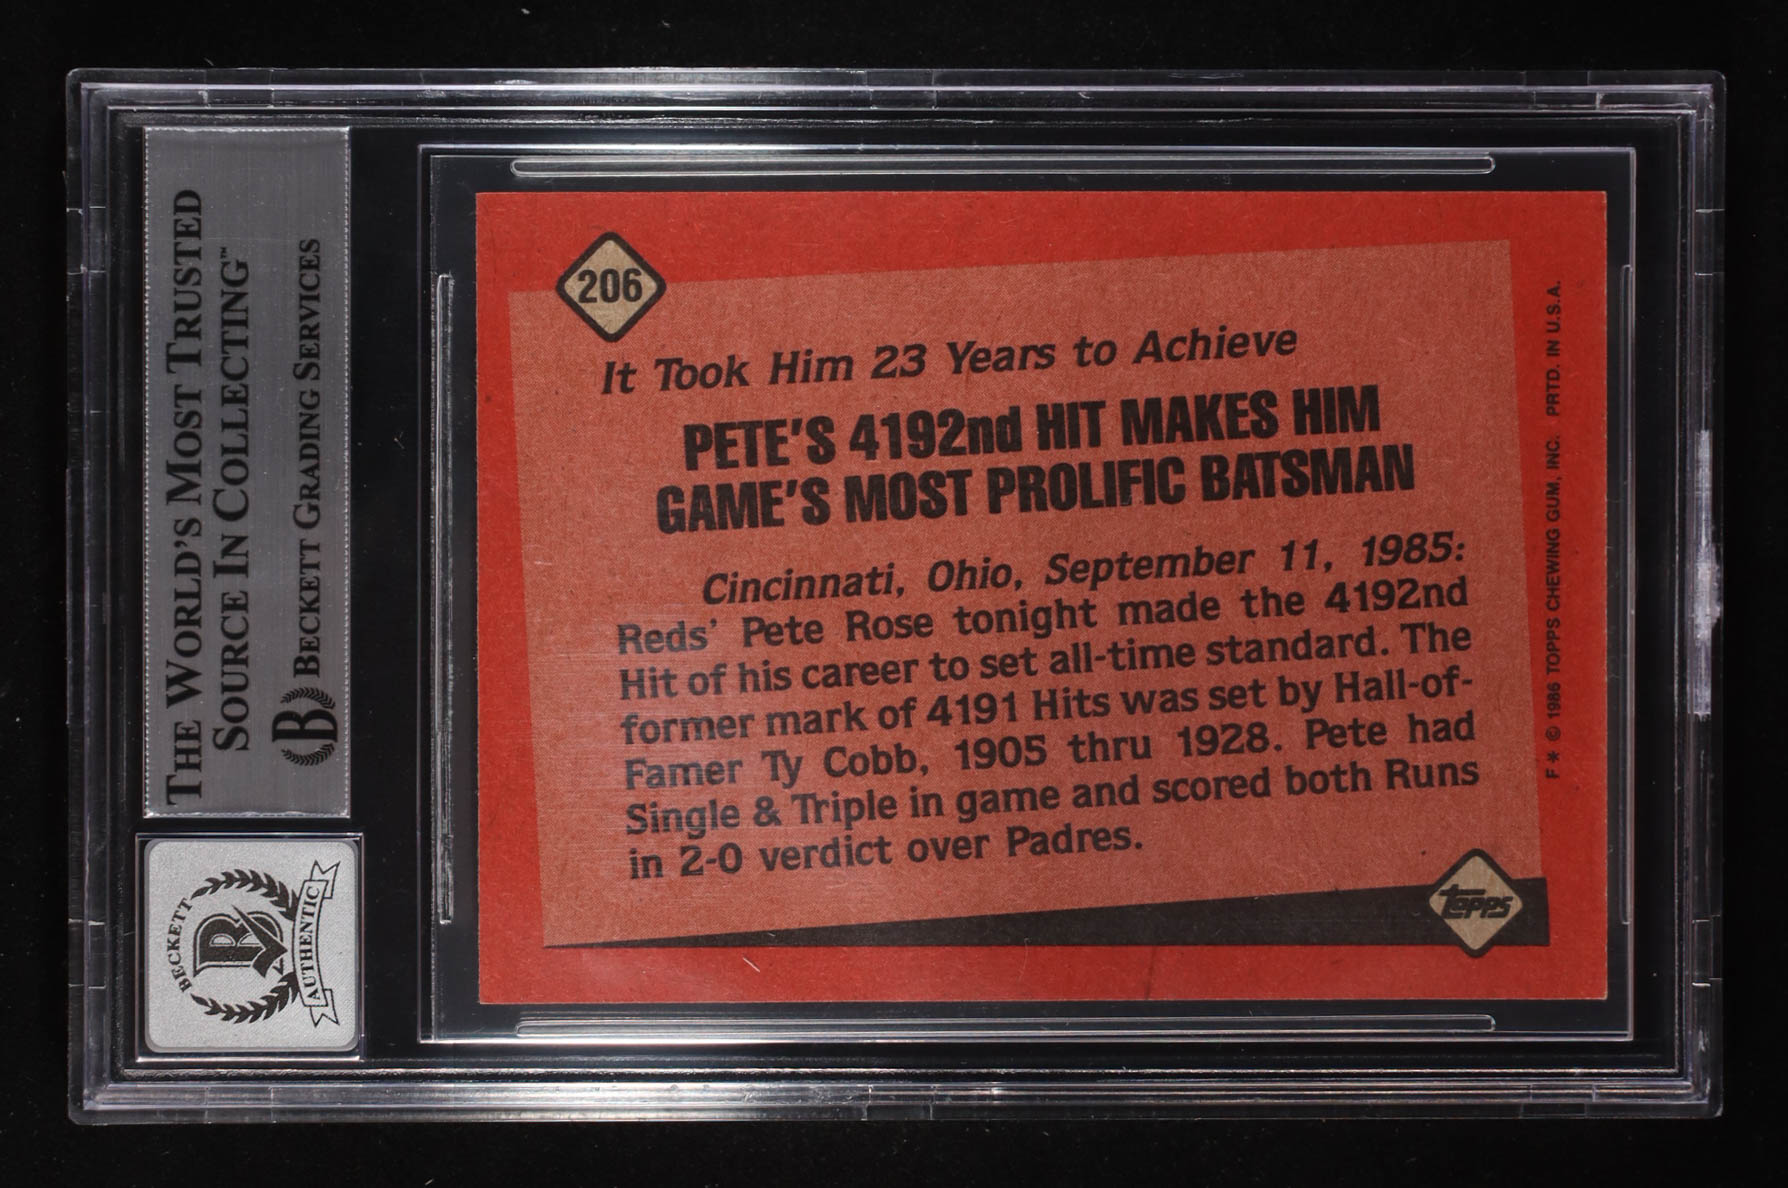 THE WORLD'S MOST TRUSTED
SOURCE IN COLLECTING™
BECKETT GRADING SERVICES
B
BECKETT
B
AUTHENTIC
206
It Took Him 23 Years to Achieve
PETE'S 4192nd HIT MAKES HIM
GAME'S MOST PROLIFIC BATSMAN
Cincinnati, Ohio, September 11, 1985:
Reds' Pete Rose tonight made the 4192nd
Hit of his career to set all-time standard. The
former mark of 4191 Hits was set by Hall-of-
Famer Ty Cobb, 1905 thru 1928. Pete had
Single & Triple in game and scored both Runs
in 2-0 verdict over Padres.
topps
F * © 1986 TOPPS CHEWING GUM, INC. PRTD. IN U.S.A.